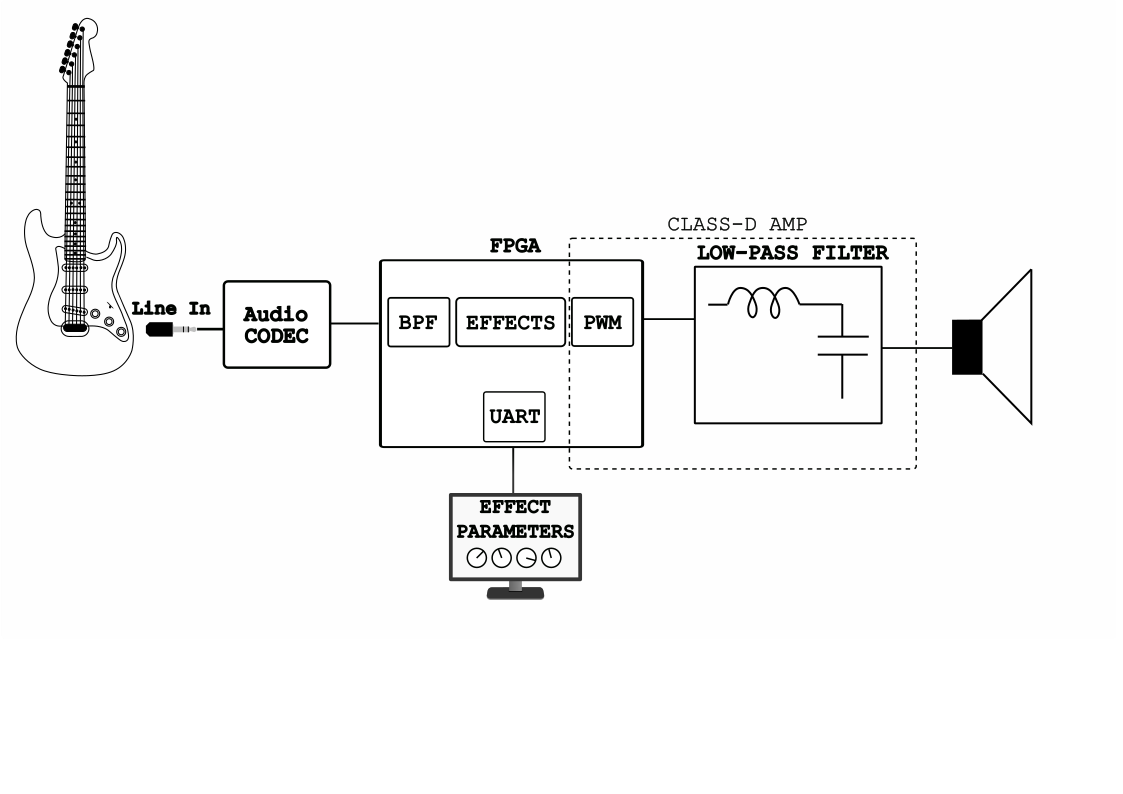 CLASS-D AMP
FPGA
LOW-PASS FILTER
Line In
Audio
CODEC
BPF
EFFECTS
PWM
UART
EFFECT
PARAMETERS